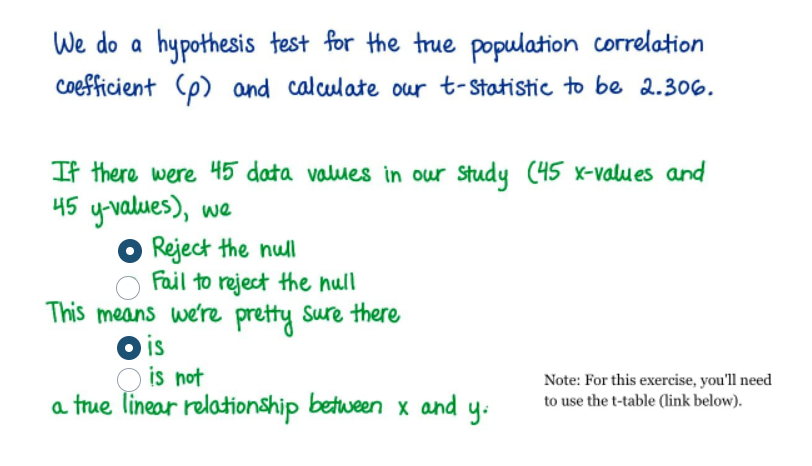 We do a hypothesis test for the true population correlation
coefficient (ρ) and calculate our t-statistic to be 2.306.
If there were 45 data values in our study (45 x-values and
45 y-values), we
Reject the null
Fail to reject the null
This means we're pretty sure there
is
is not
a true linear relationship between x and y.
Note: For this exercise, you'll need
to use the t-table (link below).